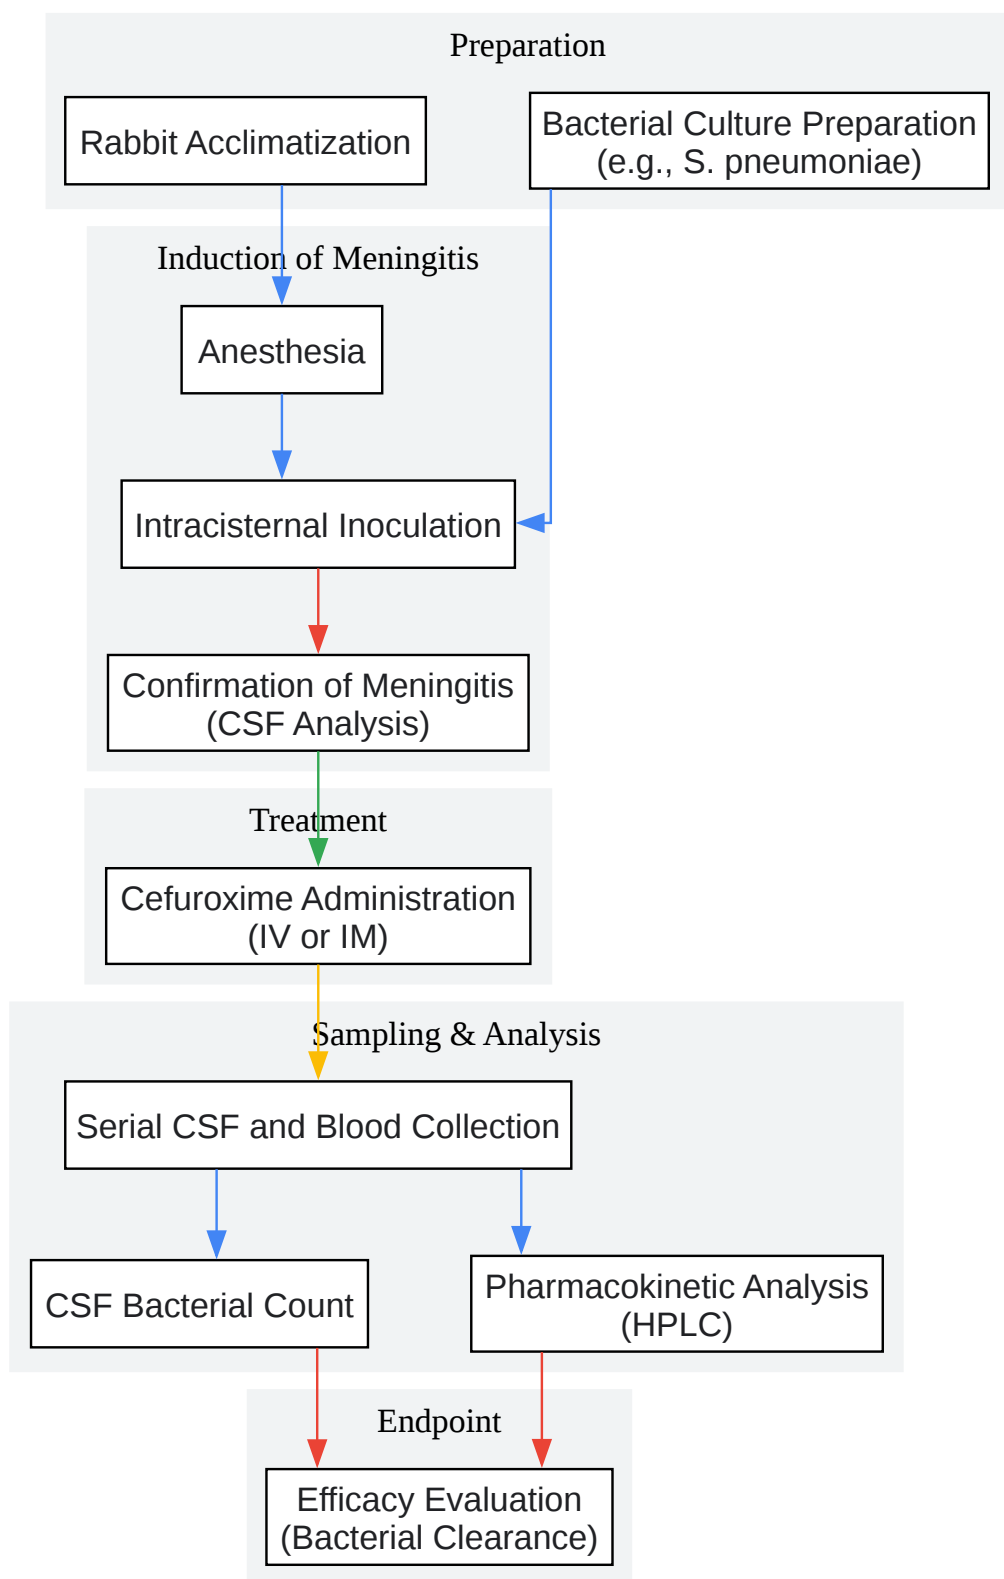 Preparation
Rabbit Acclimatization
Bacterial Culture Preparation
(e.g., S. pneumoniae)
Induction of Meningitis
Anesthesia
Intracisternal Inoculation
Confirmation of Meningitis
(CSF Analysis)
Treatment
Cefuroxime Administration
(IV or IM)
Sampling & Analysis
Serial CSF and Blood Collection
CSF Bacterial Count
Pharmacokinetic Analysis
(HPLC)
Endpoint
Efficacy Evaluation
(Bacterial Clearance)